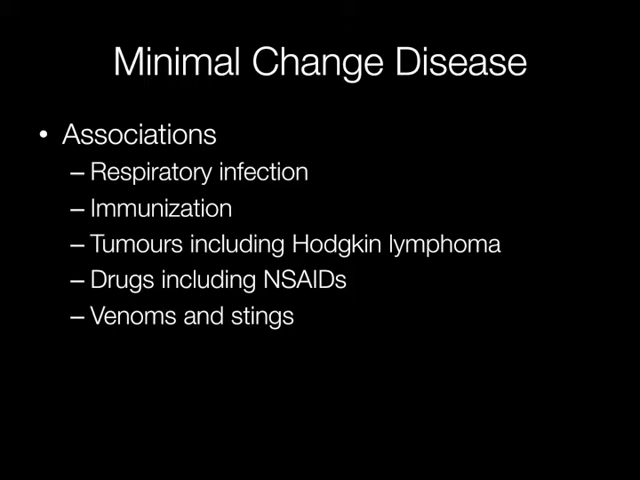 Minimal Change Disease
• Associations
– Respiratory infection
– Immunization
– Tumours including Hodgkin lymphoma
– Drugs including NSAIDs
– Venoms and stings